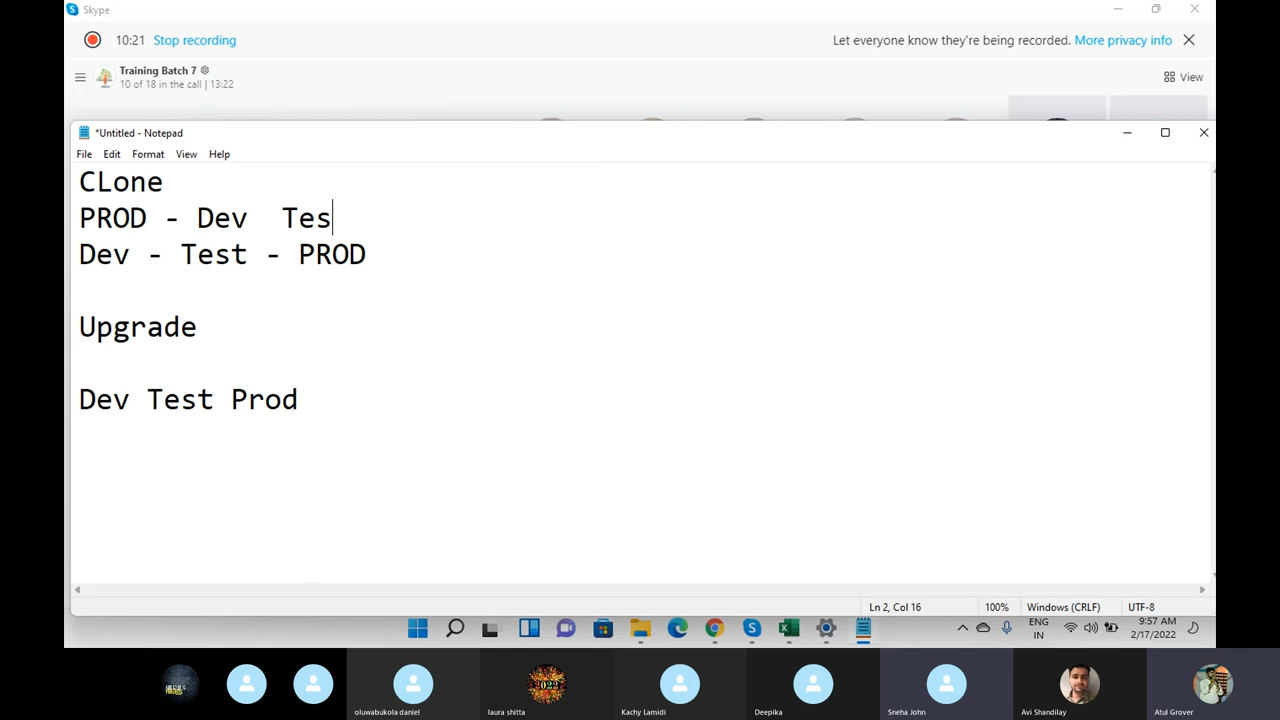 Skype
10:21 Stop recording
Let everyone know they're being recorded. More privacy info
Training Batch 7
10 of 18 in the call | 13:22
View
*Untitled - Notepad
File Edit Format View Help
CLone
PROD - Dev  Tes
Dev - Test - PROD
Upgrade
Dev Test Prod
Ln 2, Col 16 100% Windows (CRLF) UTF-8
ENG
IN
9:57 AM
2/17/2022
2022
oluwabukola daniel laura shitta Kachy Lamidi Deepika Sneha John Avi Shandilay Atul Grover